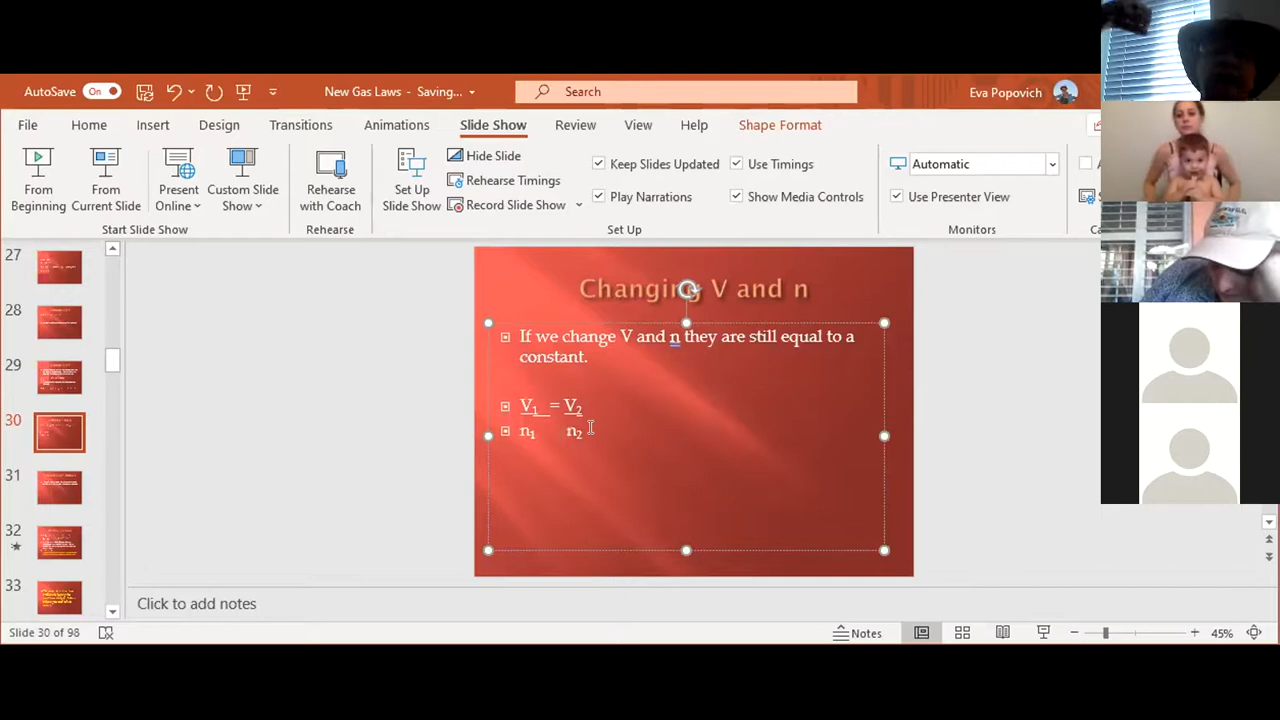 AutoSave On New Gas Laws - Saving... Search Eva Popovich
File Home Insert Design Transitions Animations Slide Show Review View Help Shape Format
From Beginning
From Current Slide
Present Online
Custom Slide Show
Start Slide Show
Rehearse with Coach
Rehearse
Set Up Slide Show
Hide Slide
Rehearse Timings
Record Slide Show
Keep Slides Updated
Play Narrations
Use Timings
Show Media Controls
Set Up
Automatic
Use Presenter View
Monitors
27
28
29
30
31
32
33
Changing V and n
If we change V and n they are still equal to a
constant.
V₁ = V₂
n₁ n₂
Click to add notes
Slide 30 of 98
Notes
45%